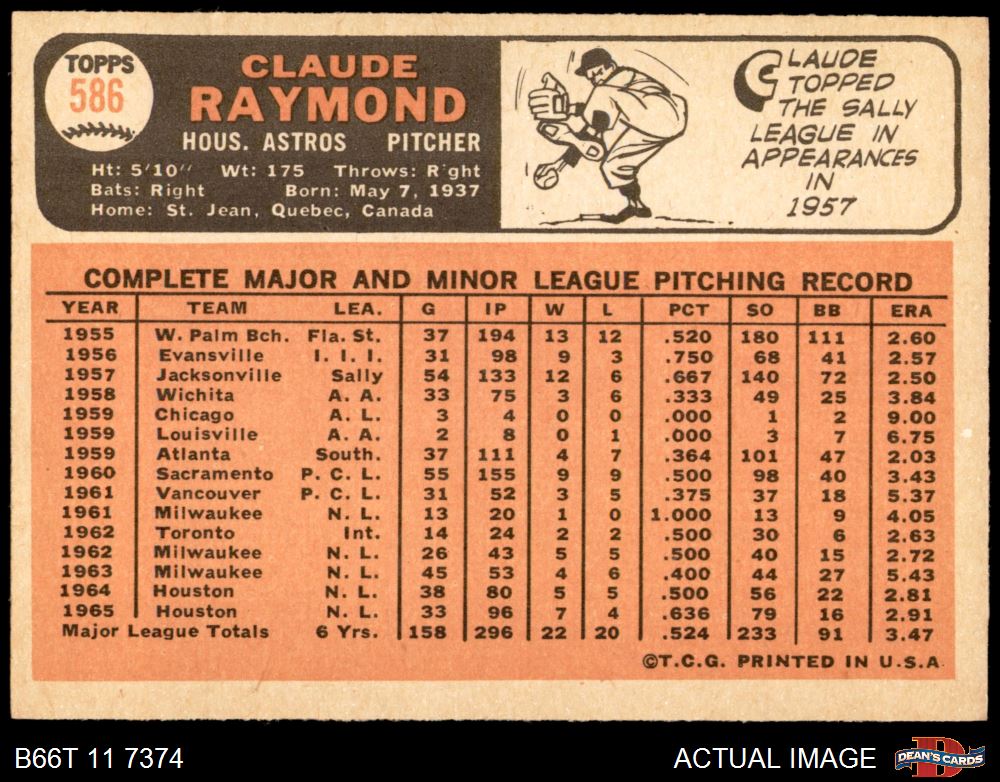 TOPPS
586
CLAUDE
RAYMOND
HOUS. ASTROS PITCHER
Ht: 5'10" Wt: 175 Throws: R ght
Bats: Right Born: May 7, 1937
Home: St. Jean, Quebec, Canada
CLAUDE
TOPPED
THE SALLY
LEAGUE IN
APPEARANCES
IN
1957
COMPLETE MAJOR AND MINOR LEAGUE PITCHING RECORD
YEAR TEAM LEA. G IP W L PCT SO BB ERA
1955 W. Palm Bch. Fla. St. 37 194 13 12 .520 180 111 2.60
1956 Evansville I. I. I. 31 98 9 3 .750 68 41 2.57
1957 Jacksonville Sally 54 133 12 6 .667 140 72 2.50
1958 Wichita A. A. 33 75 3 6 .333 49 25 3.84
1959 Chicago A. L. 3 4 0 0 .000 1 2 9.00
1959 Louisville A. A. 2 8 0 1 .000 3 7 6.75
1959 Atlanta South. 37 111 4 7 .364 101 47 2.03
1960 Sacramento P. C. L. 55 155 9 9 .500 98 40 3.43
1961 Vancouver P. C. L. 31 52 3 5 .375 37 18 5.37
1961 Milwaukee N. L. 13 20 1 0 1.000 13 9 4.05
1962 Toronto Int. 14 24 2 2 .500 30 6 2.63
1962 Milwaukee N. L. 26 43 5 5 .500 40 15 2.72
1963 Milwaukee N. L. 45 53 4 6 .400 44 27 5.43
1964 Houston N. L. 38 80 5 5 .500 56 22 2.81
1965 Houston N. L. 33 96 7 4 .636 79 16 2.91
Major League Totals 6 Yrs. 158 296 22 20 .524 233 91 3.47
©T.C.G. PRINTED IN U.S.A.
B66T 11 7374 ACTUAL IMAGE D DEAN'S CARDS